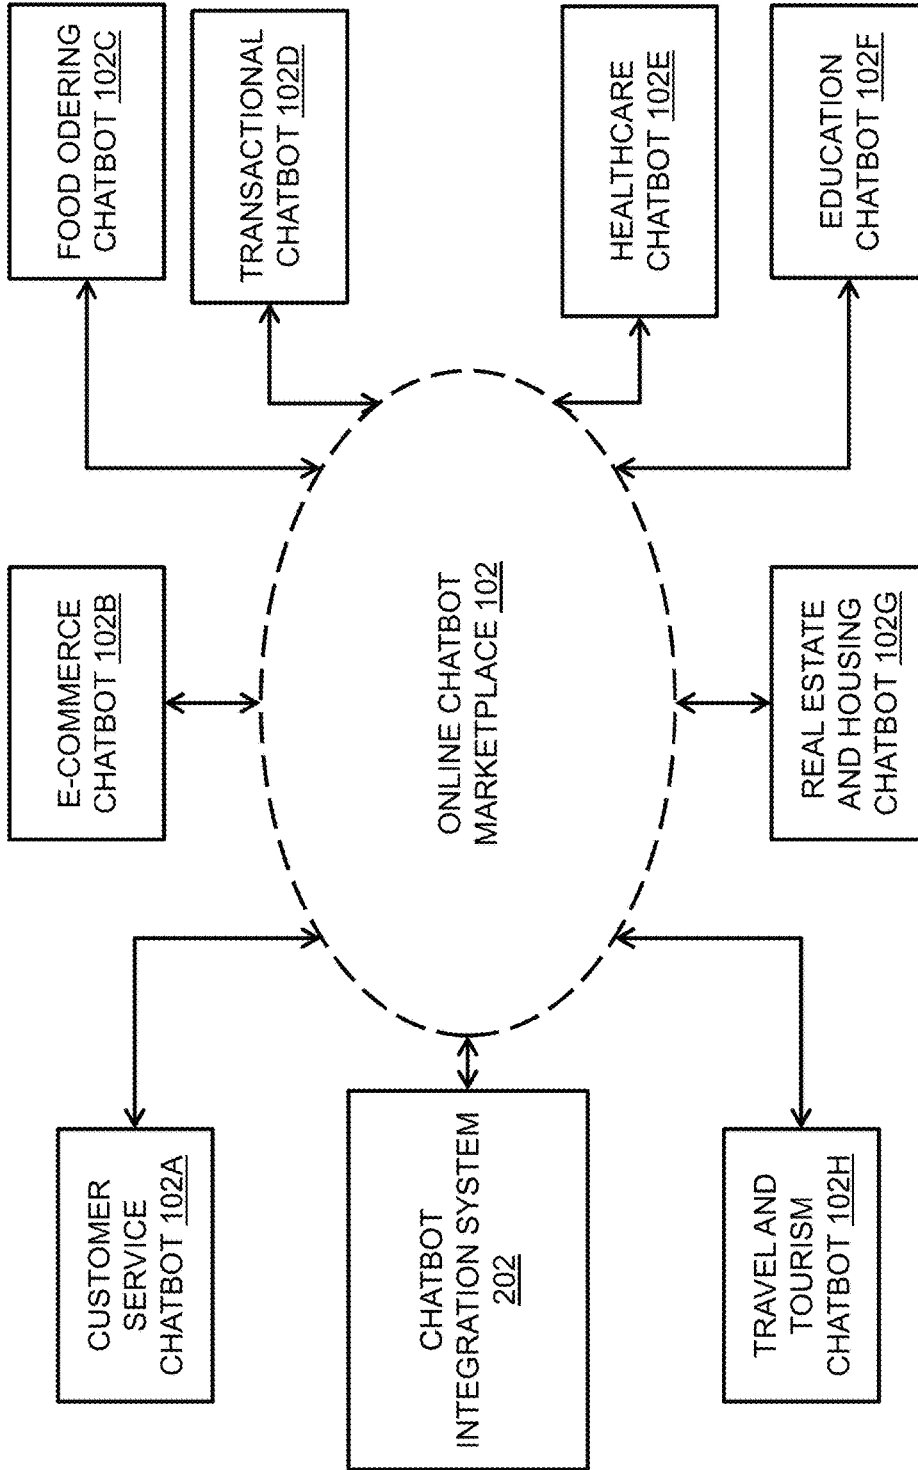 CUSTOMER
SERVICE
CHATBOT 102A
E-COMMERCE
CHATBOT 102B
FOOD ODERING
CHATBOT 102C
TRANSACTIONAL
CHATBOT 102D
CHATBOT
INTEGRATION SYSTEM
202
ONLINE CHATBOT
MARKETPLACE 102
HEALTHCARE
CHATBOT 102E
TRAVEL AND
TOURISM
CHATBOT 102H
REAL ESTATE
AND HOUSING
CHATBOT 102G
EDUCATION
CHATBOT 102F